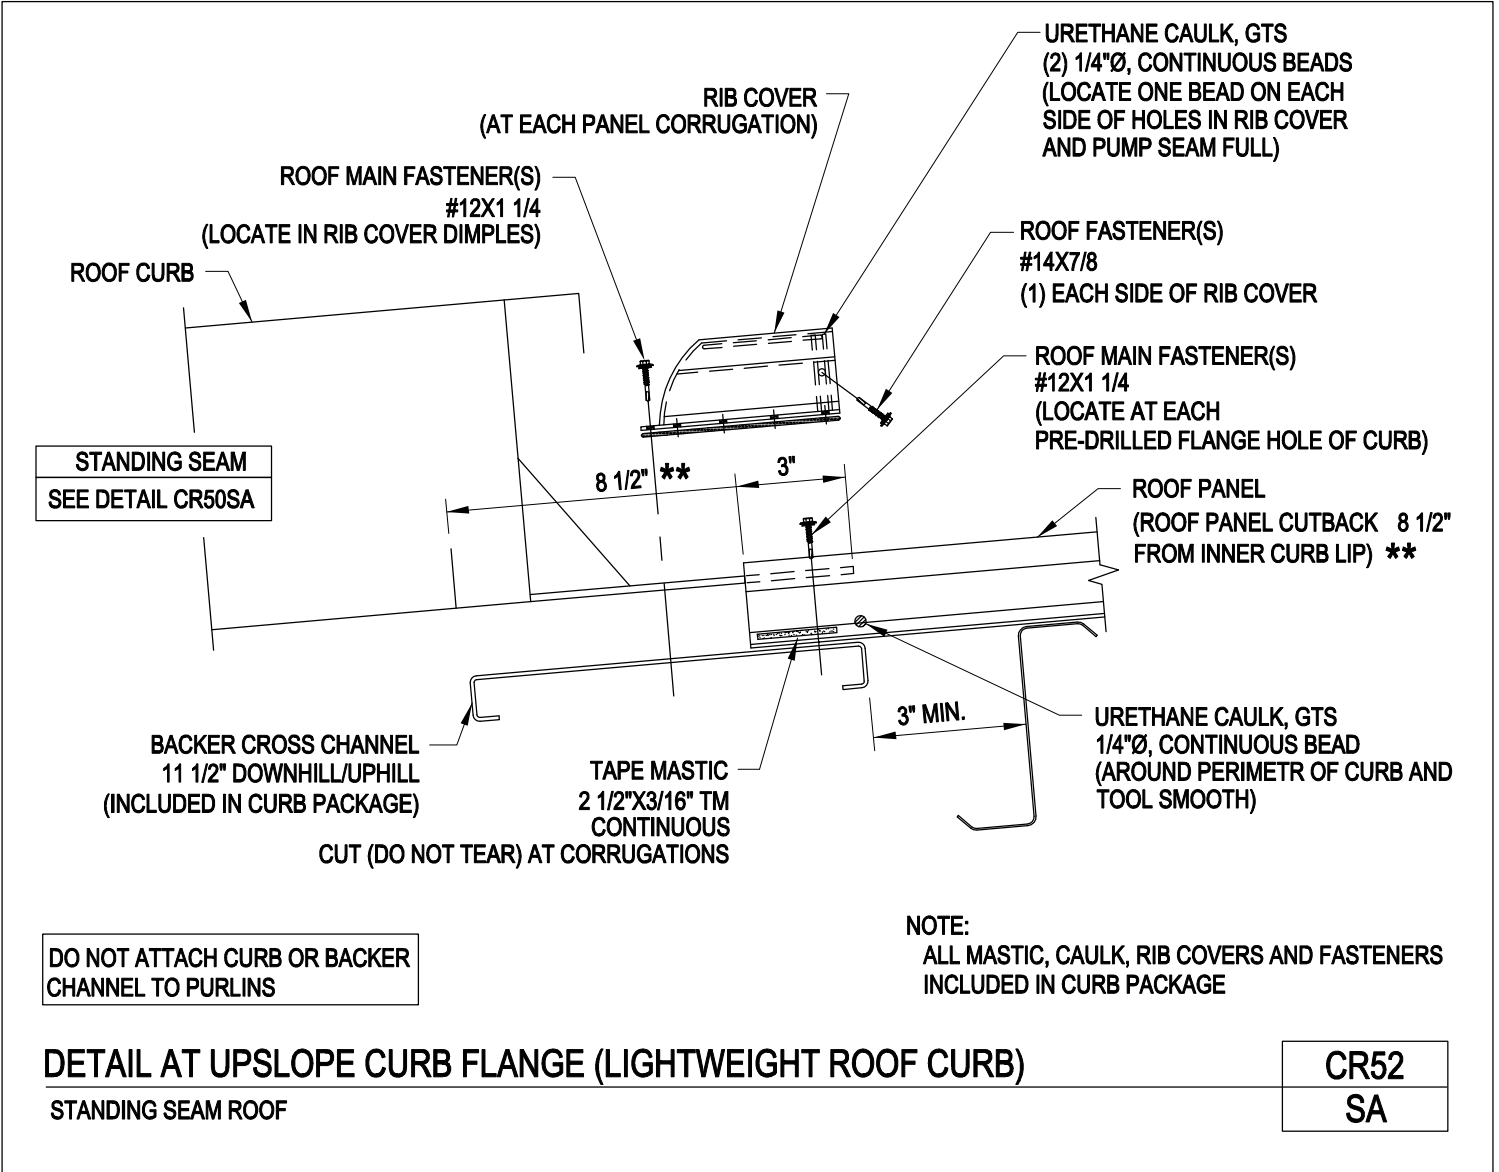 URETHANE CAULK, GTS
(2) 1/4"Ø, CONTINUOUS BEADS
(LOCATE ONE BEAD ON EACH
SIDE OF HOLES IN RIB COVER
AND PUMP SEAM FULL)
RIB COVER
(AT EACH PANEL CORRUGATION)
ROOF MAIN FASTENER(S)
#12X1 1/4
(LOCATE IN RIB COVER DIMPLES)
ROOF CURB
ROOF FASTENER(S)
#14X7/8
(1) EACH SIDE OF RIB COVER
ROOF MAIN FASTENER(S)
#12X1 1/4
(LOCATE AT EACH
PRE-DRILLED FLANGE HOLE OF CURB)
STANDING SEAM
SEE DETAIL CR50SA
8 1/2" **
3"
ROOF PANEL
(ROOF PANEL CUTBACK 8 1/2"
FROM INNER CURB LIP) **
3" MIN.
BACKER CROSS CHANNEL
11 1/2" DOWNHILL/UPHILL
(INCLUDED IN CURB PACKAGE)
TAPE MASTIC
2 1/2"X3/16" TM
CONTINUOUS
CUT (DO NOT TEAR) AT CORRUGATIONS
URETHANE CAULK, GTS
1/4"Ø, CONTINUOUS BEAD
(AROUND PERIMETR OF CURB AND
TOOL SMOOTH)
DO NOT ATTACH CURB OR BACKER
CHANNEL TO PURLINS
NOTE:
ALL MASTIC, CAULK, RIB COVERS AND FASTENERS
INCLUDED IN CURB PACKAGE
DETAIL AT UPSLOPE CURB FLANGE (LIGHTWEIGHT ROOF CURB)
STANDING SEAM ROOF
CR52
SA